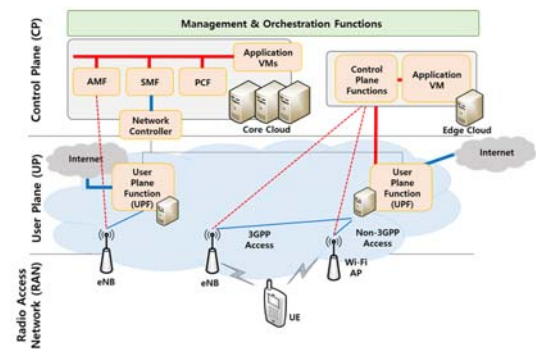 Management & Orchestration Functions
Control Plane (CP)
AMF
SMF
PCF
Application
VMs
Core Cloud
Control
Plane
Functions
Application
VM
Edge Cloud
Network
Controller
User Plane (UP)
Internet
User
Plane
Function
(UPF)
User
Plane
Function
(UPF)
Internet
3GPP
Access
Non-3GPP
Access
Radio Access
Network (RAN)
eNB
eNB
Wi-Fi
AP
UE